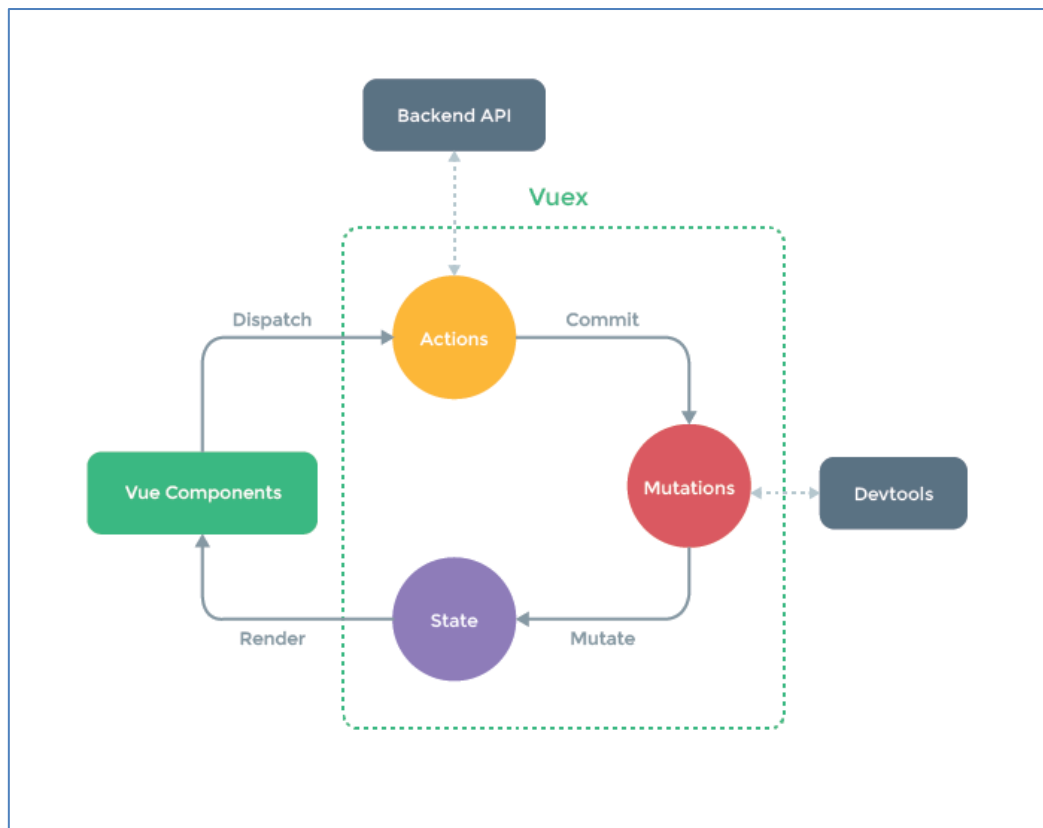 Backend API
Vuex
Dispatch
Commit
Actions
Vue Components
Mutations
Devtools
State
Render
Mutate